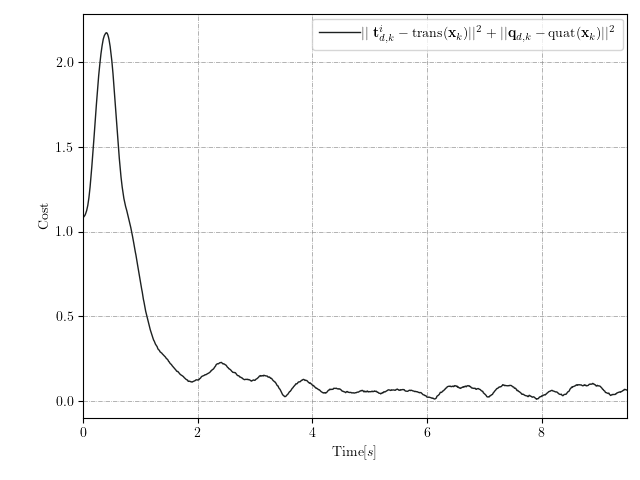 || t^i_{d,k} − trans(x_k)||^2 + ||q_{d,k} − quat(x_k)||^2
2.0
1.5
1.0
0.5
0.0
Cost
0 2 4 6 8
Time[s]